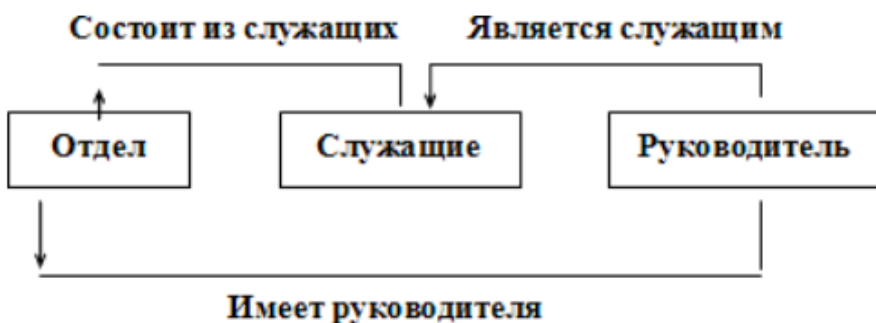 Состоит из служащих
Является служащим
Отдел
Служащие
Руководитель
Имеет руководителя